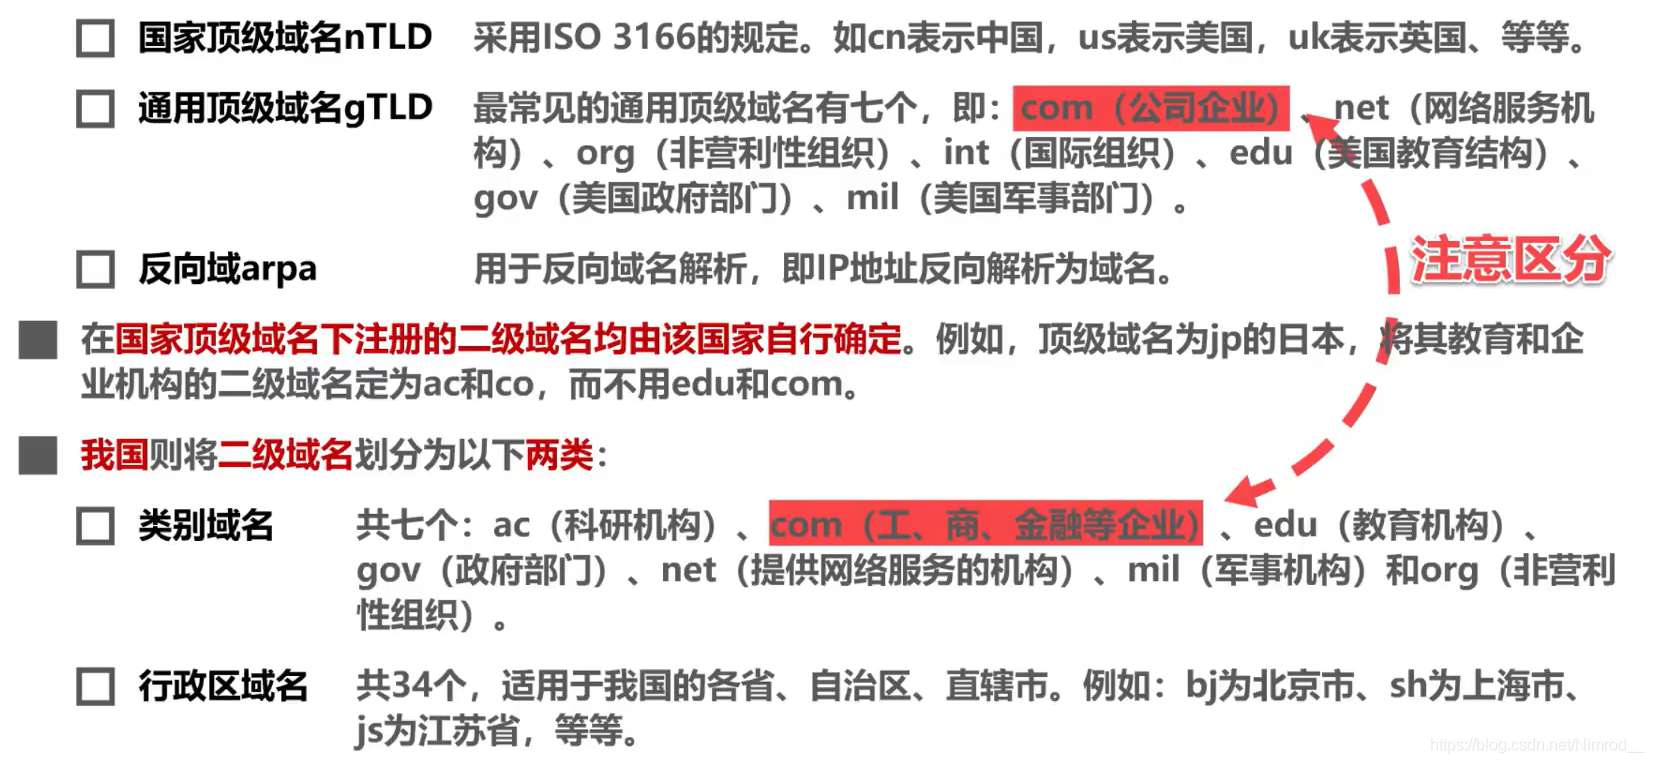 国家顶级域名nTLD 采用ISO 3166的规定。如cn表示中国，us表示美国，uk表示英国、等等。
通用顶级域名gTLD 最常见的通用顶级域名有七个，即：com（公司企业）、net（网络服务机
构）、org（非营利性组织）、int（国际组织）、edu（美国教育结构）、
gov（美国政府部门）、mil（美国军事部门）。
注意区分
反向域arpa 用于反向域名解析，即IP地址反向解析为域名。
在国家顶级域名下注册的二级域名均由该国家自行确定。例如，顶级域名为jp的日本，将其教育和企
业机构的二级域名定为ac和co，而不用edu和com。
我国则将二级域名划分为以下两类：
类别域名 共七个：ac（科研机构）、com（工、商、金融等企业）、edu（教育机构）、
gov（政府部门）、net（提供网络服务的机构）、mil（军事机构）和org（非营利
性组织）。
行政区域名 共34个，适用于我国的各省、自治区、直辖市。例如：bj为北京市、sh为上海市、
js为江苏省，等等。
https://blog.csdn.net/Nimrod__